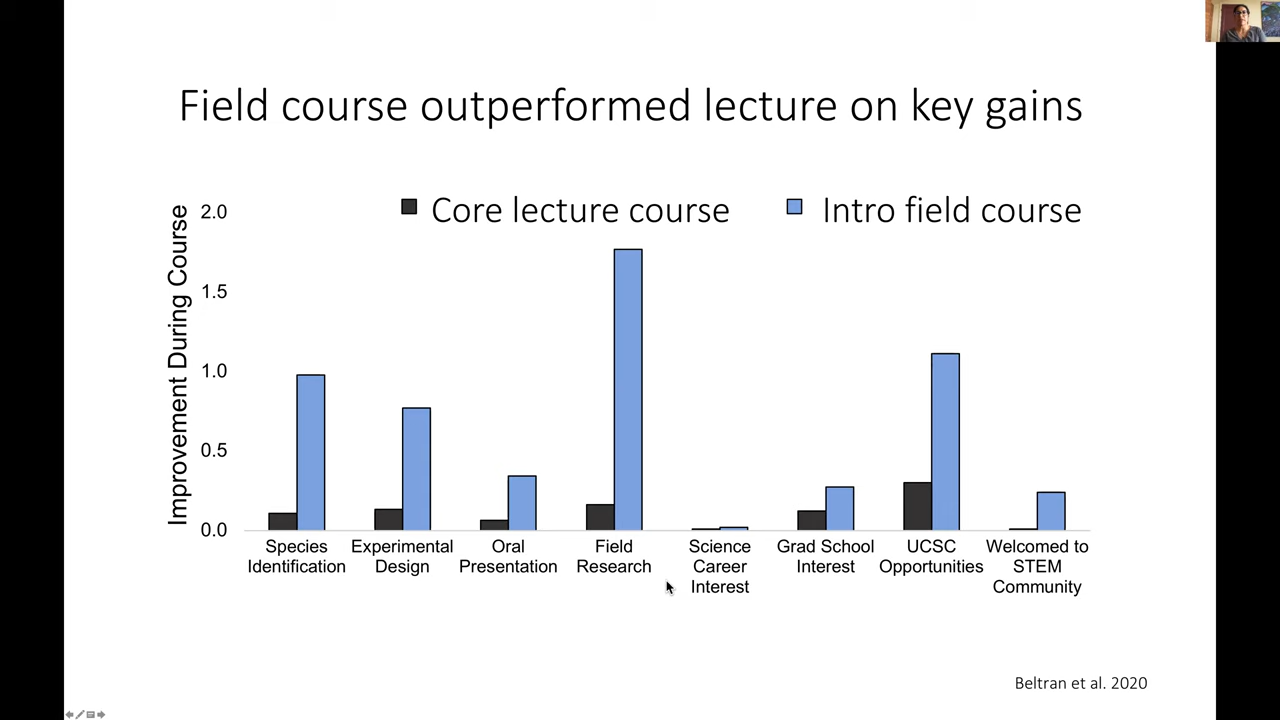 Field course outperformed lecture on key gains
Core lecture course
Intro field course
Improvement During Course
2.0
1.5
1.0
0.5
0.0
Species
Identification
Experimental
Design
Oral
Presentation
Field
Research
Science
Career
Interest
Grad School
Interest
UCSC
Opportunities
Welcomed to
STEM
Community
Beltran et al. 2020